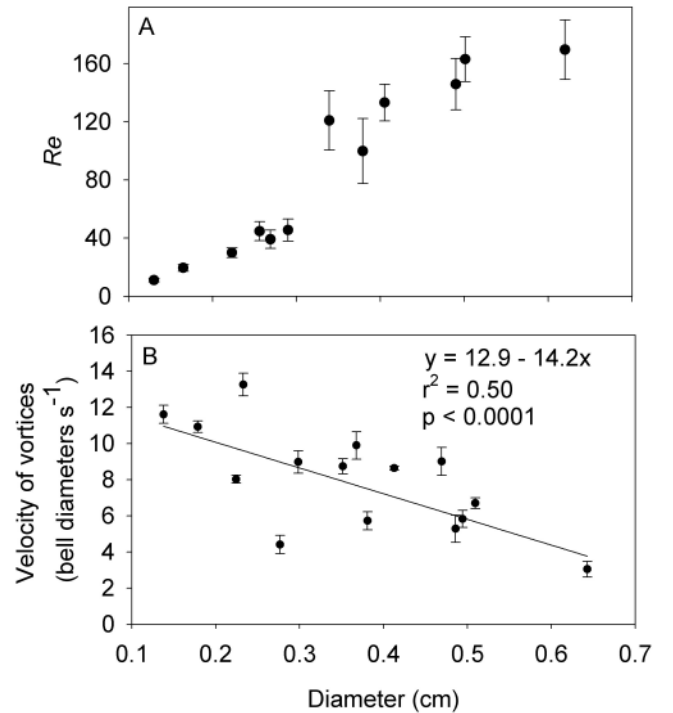 A
160
120
80
40
0
Re
B
y = 12.9 - 14.2x
r² = 0.50
p < 0.0001
16
14
12
10
8
6
4
2
0
Velocity of vortices
(bell diameters s⁻¹)
0.1 0.2 0.3 0.4 0.5 0.6 0.7
Diameter (cm)